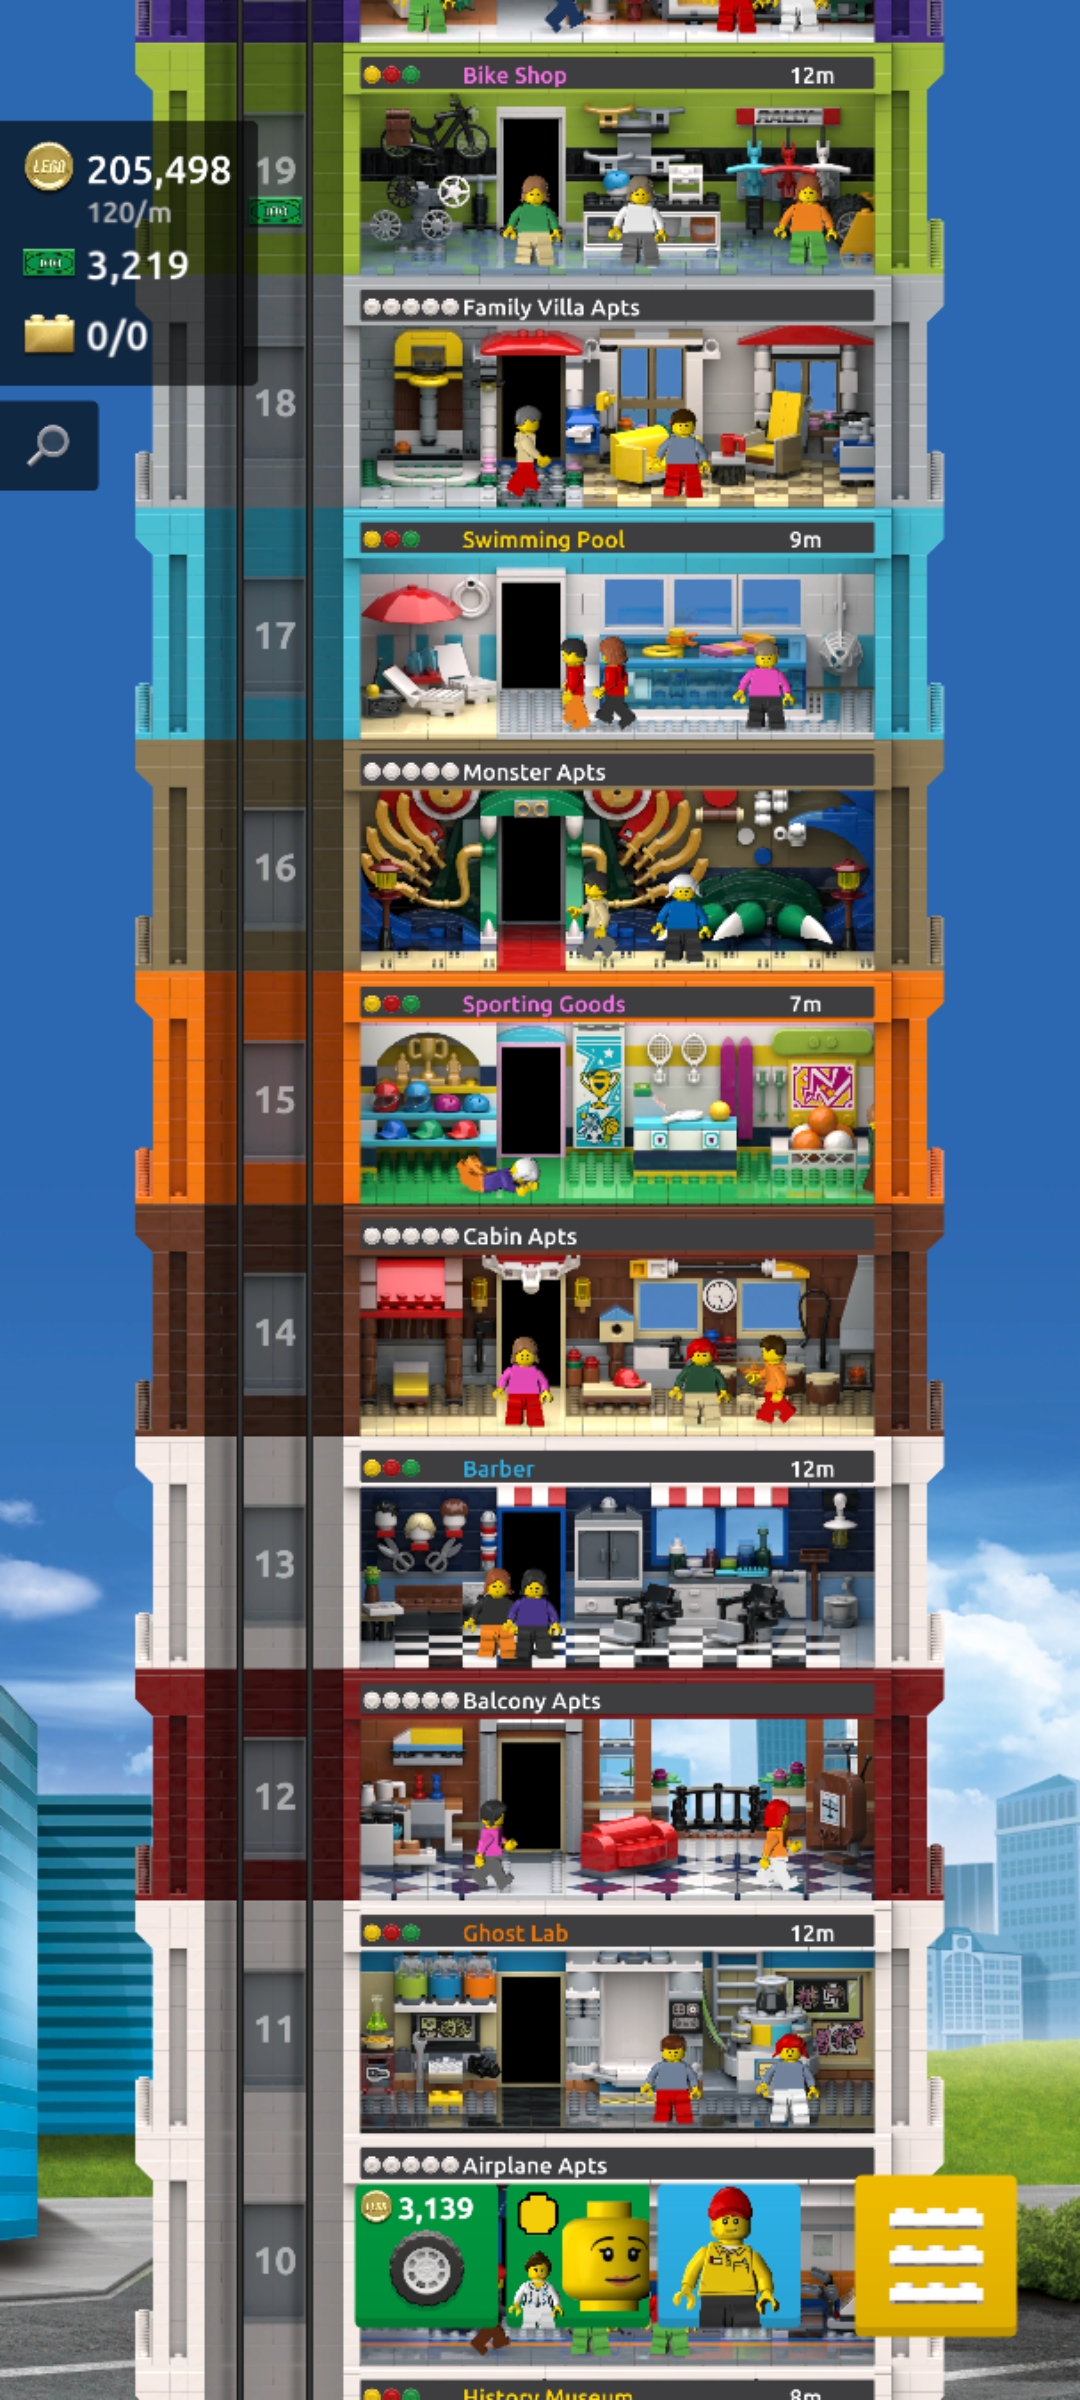 Bike Shop 12m
LEGO 205,498
120/m
3,219
0/0
19
RALLY
Family Villa Apts
18
Swimming Pool 9m
17
Monster Apts
16
Sporting Goods 7m
15
Cabin Apts
14
Barber 12m
13
Balcony Apts
12
Ghost Lab 12m
11
Airplane Apts
3,139
10
History Museum 8m